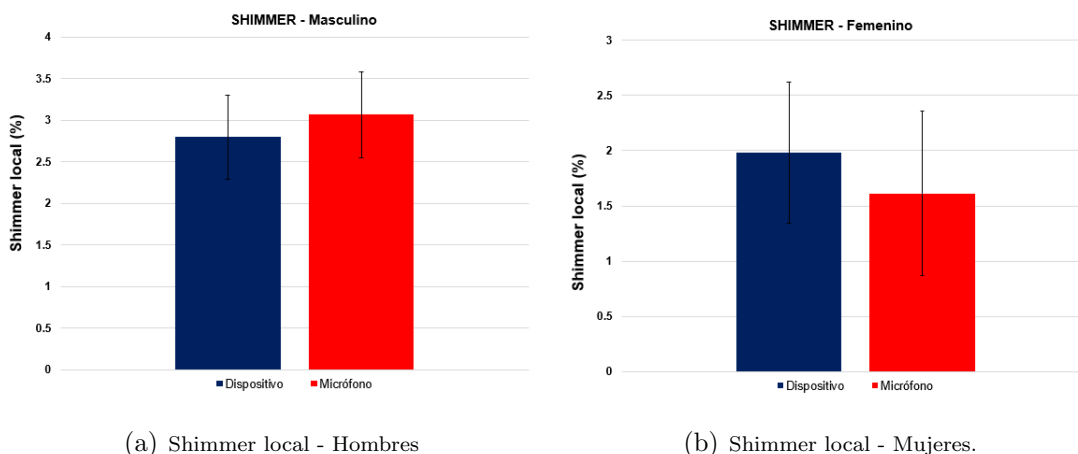 SHIMMER - Masculino
Shimmer local (%)
4
3.5
3
2.5
2
1.5
1
0.5
0
Dispositivo Micrófono
(a) Shimmer local - Hombres
SHIMMER - Femenino
Shimmer local (%)
3
2.5
2
1.5
1
0.5
0
Dispositivo Micrófono
(b) Shimmer local - Mujeres.